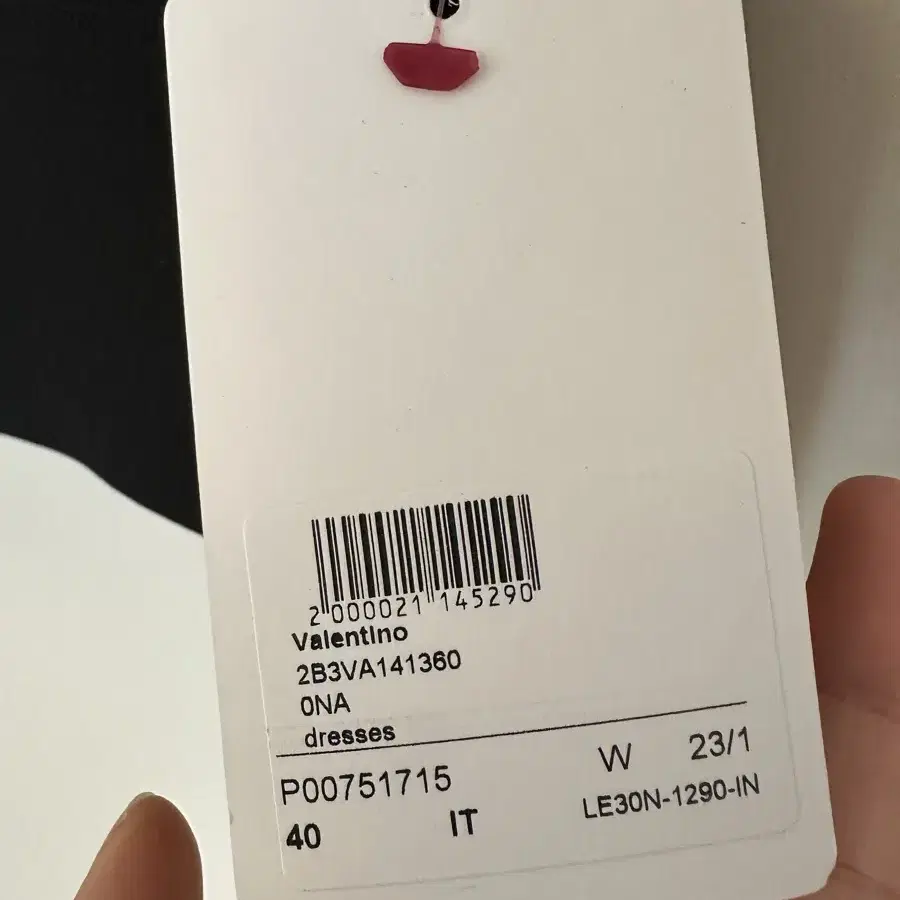 2 000021 145290
Valentino
2B3VA141360
0NA
dresses
P00751715 W 23/1
40 IT LE30N-1290-IN